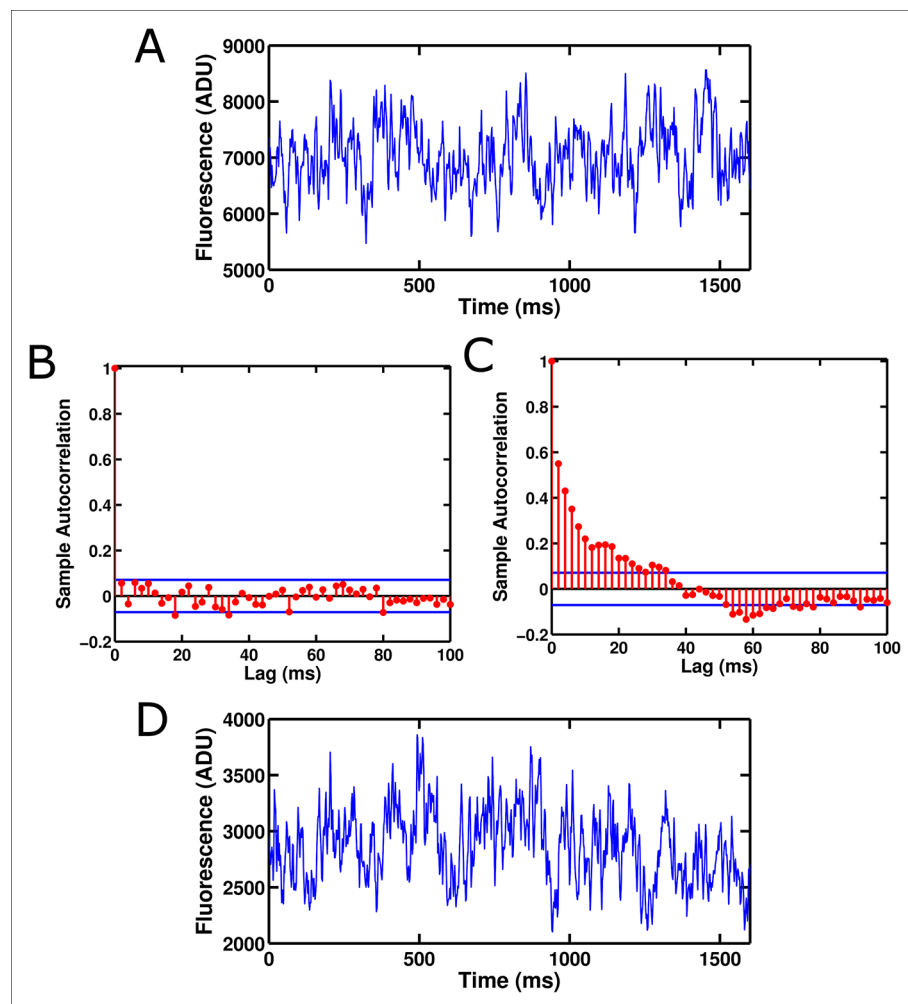 A
Fluorescence (ADU)
9000
8000
7000
6000
5000
0 500 1000 1500
Time (ms)
B
Sample Autocorrelation
1
0.8
0.6
0.4
0.2
0
−0.2
0 20 40 60 80 100
Lag (ms)
C
Sample Autocorrelation
1
0.8
0.6
0.4
0.2
0
−0.2
0 20 40 60 80 100
Lag (ms)
D
Fluorescence (ADU)
4000
3500
3000
2500
2000
0 500 1000 1500
Time (ms)